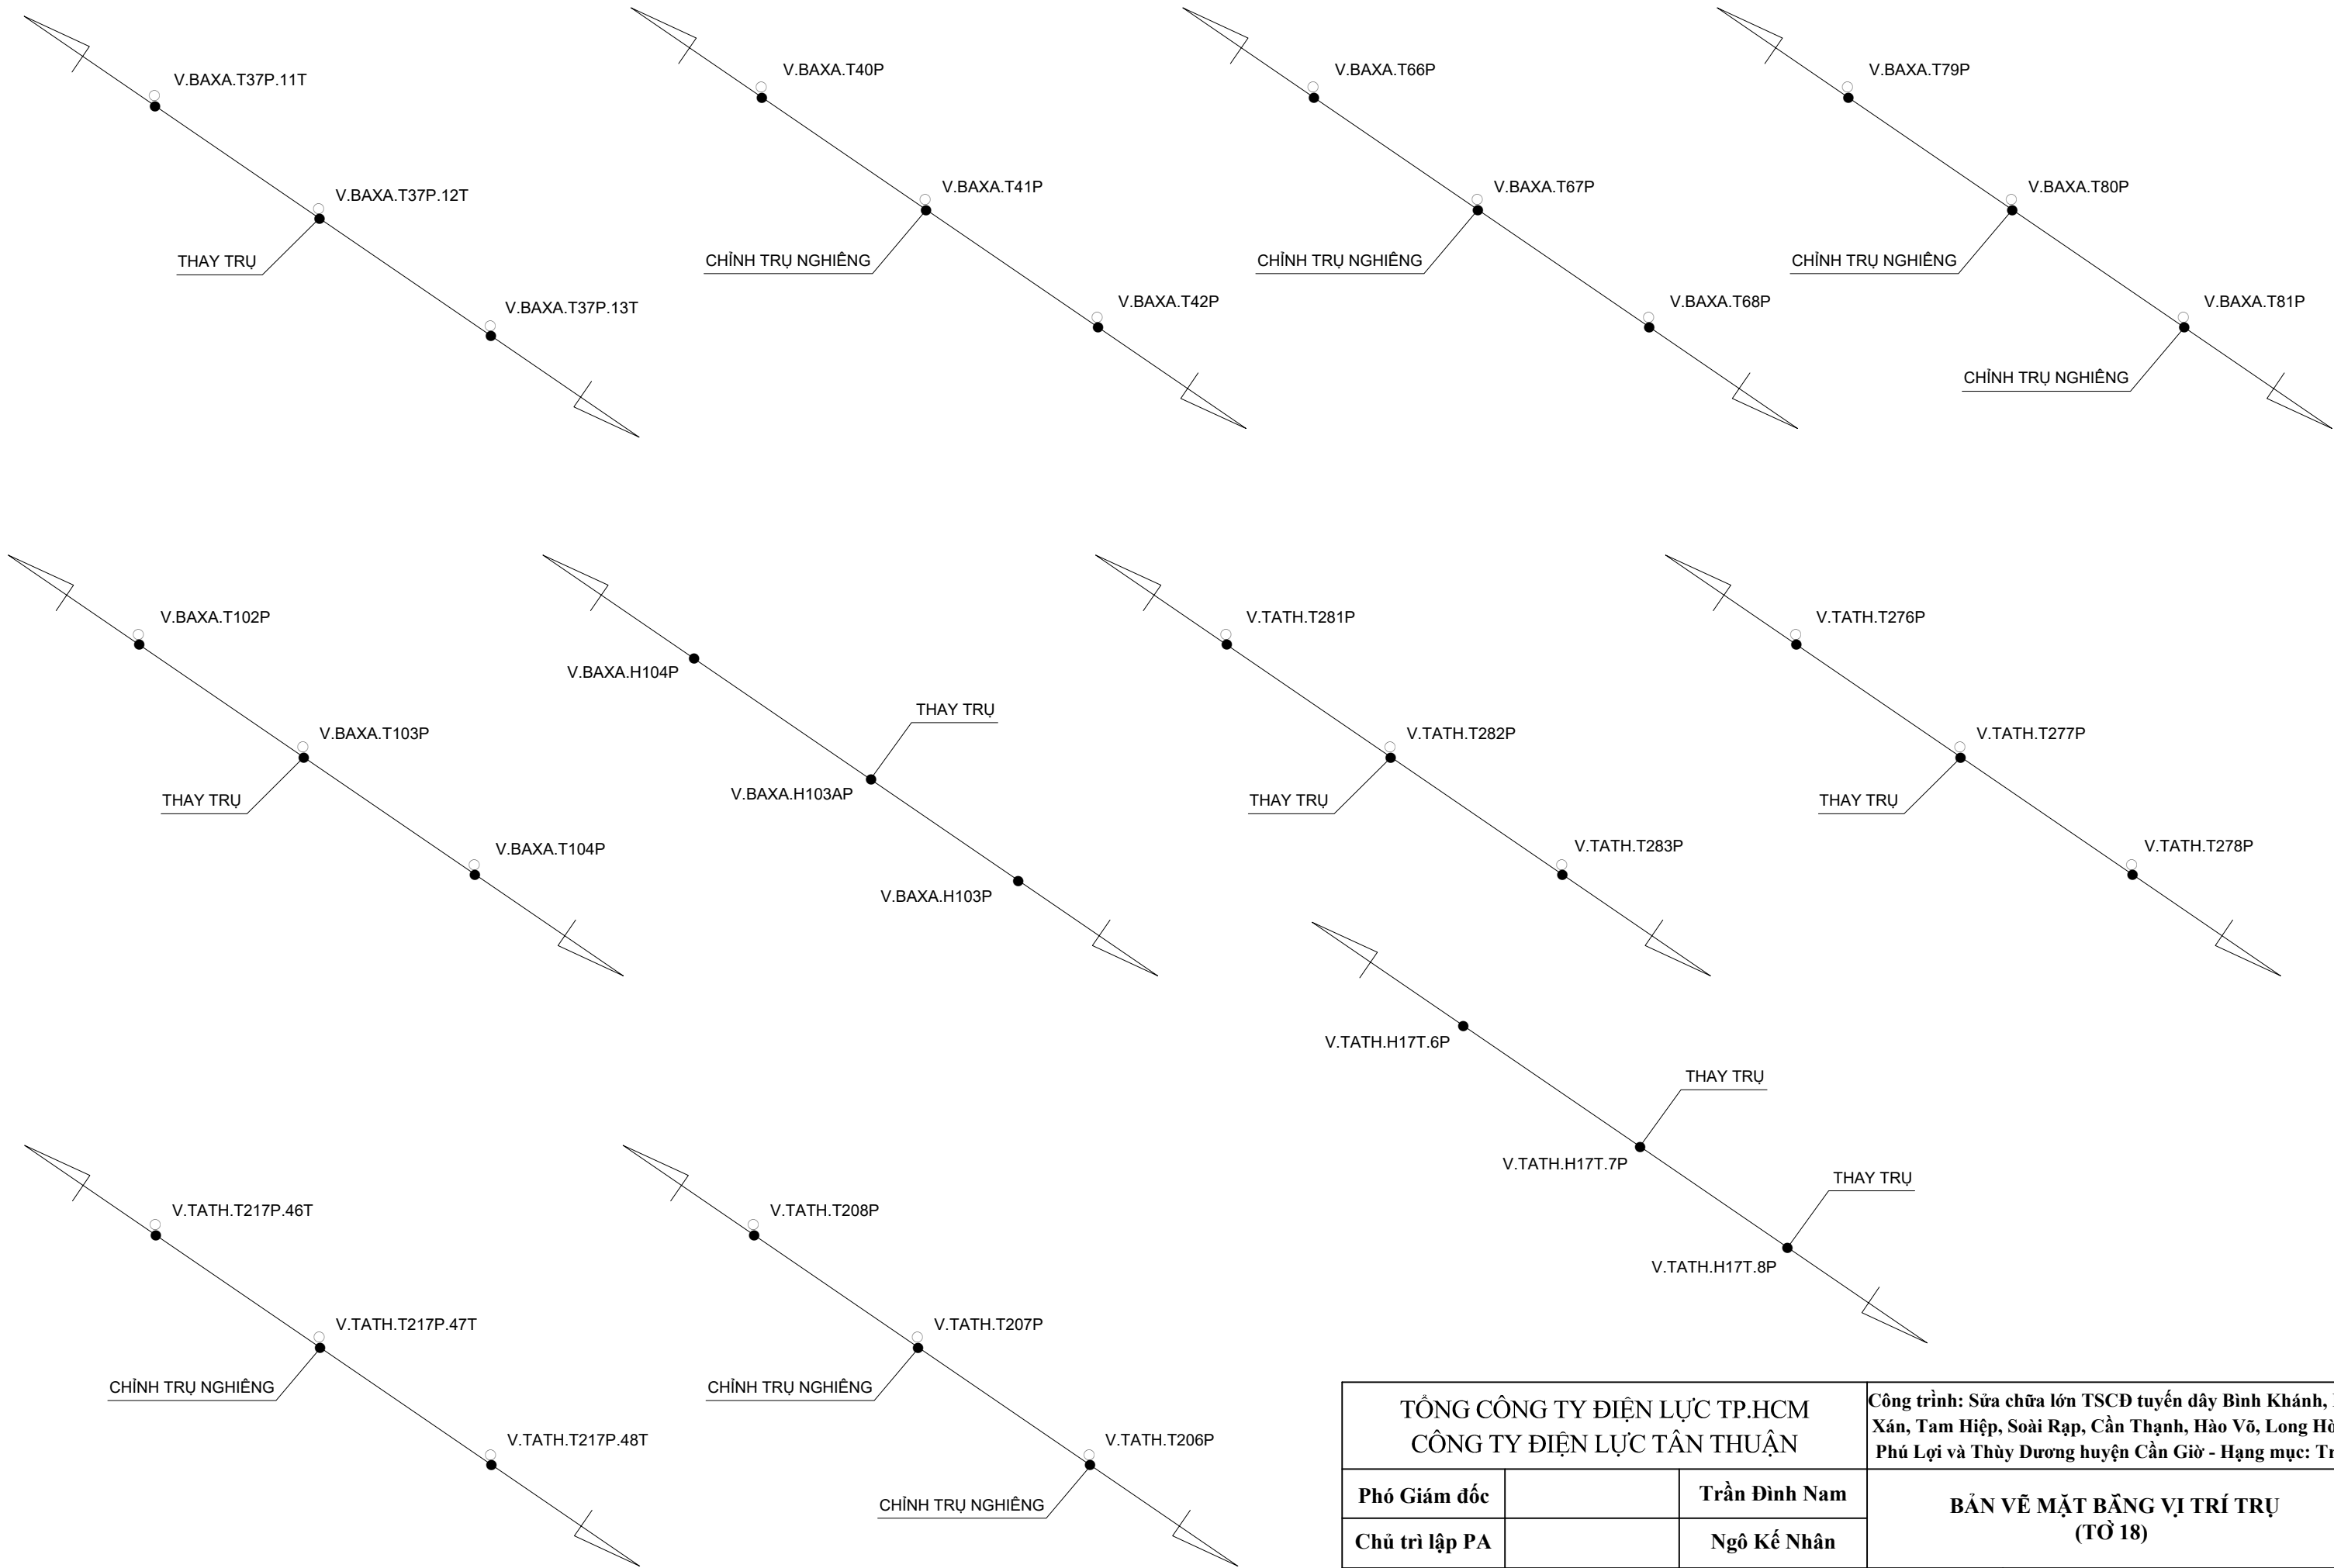 V.BAXA.T37P.11T
V.BAXA.T37P.12T
THAY TRỤ
V.BAXA.T37P.13T
V.BAXA.T40P
V.BAXA.T41P
CHỈNH TRỤ NGHIÊNG
V.BAXA.T42P
V.BAXA.T66P
V.BAXA.T67P
CHỈNH TRỤ NGHIÊNG
V.BAXA.T68P
V.BAXA.T79P
V.BAXA.T80P
CHỈNH TRỤ NGHIÊNG
V.BAXA.T81P
CHỈNH TRỤ NGHIÊNG
V.BAXA.T102P
V.BAXA.T103P
THAY TRỤ
V.BAXA.T104P
V.BAXA.H104P
THAY TRỤ
V.BAXA.H103AP
V.BAXA.H103P
V.TATH.T281P
V.TATH.T282P
THAY TRỤ
V.TATH.T283P
V.TATH.T276P
V.TATH.T277P
THAY TRỤ
V.TATH.T278P
V.TATH.H17T.6P
THAY TRỤ
V.TATH.H17T.7P
THAY TRỤ
V.TATH.H17T.8P
V.TATH.T217P.46T
V.TATH.T217P.47T
CHỈNH TRỤ NGHIÊNG
V.TATH.T217P.48T
V.TATH.T208P
V.TATH.T207P
CHỈNH TRỤ NGHIÊNG
V.TATH.T206P
CHỈNH TRỤ NGHIÊNG
TỔNG CÔNG TY ĐIỆN LỰC TP.HCM
CÔNG TY ĐIỆN LỰC TÂN THUẬN
Công trình: Sửa chữa lớn TSCĐ tuyến dây Bình Khánh,
Xán, Tam Hiệp, Soài Rạp, Cần Thạnh, Hào Võ, Long
Phú Lợi và Thùy Dương huyện Cần Giờ - Hạng mục:
Phó Giám đốc
Trần Đình Nam
Chủ trì lập PA
Ngô Kế Nhân
BẢN VẼ MẶT BẰNG VỊ TRÍ TRỤ
(TỜ 18)